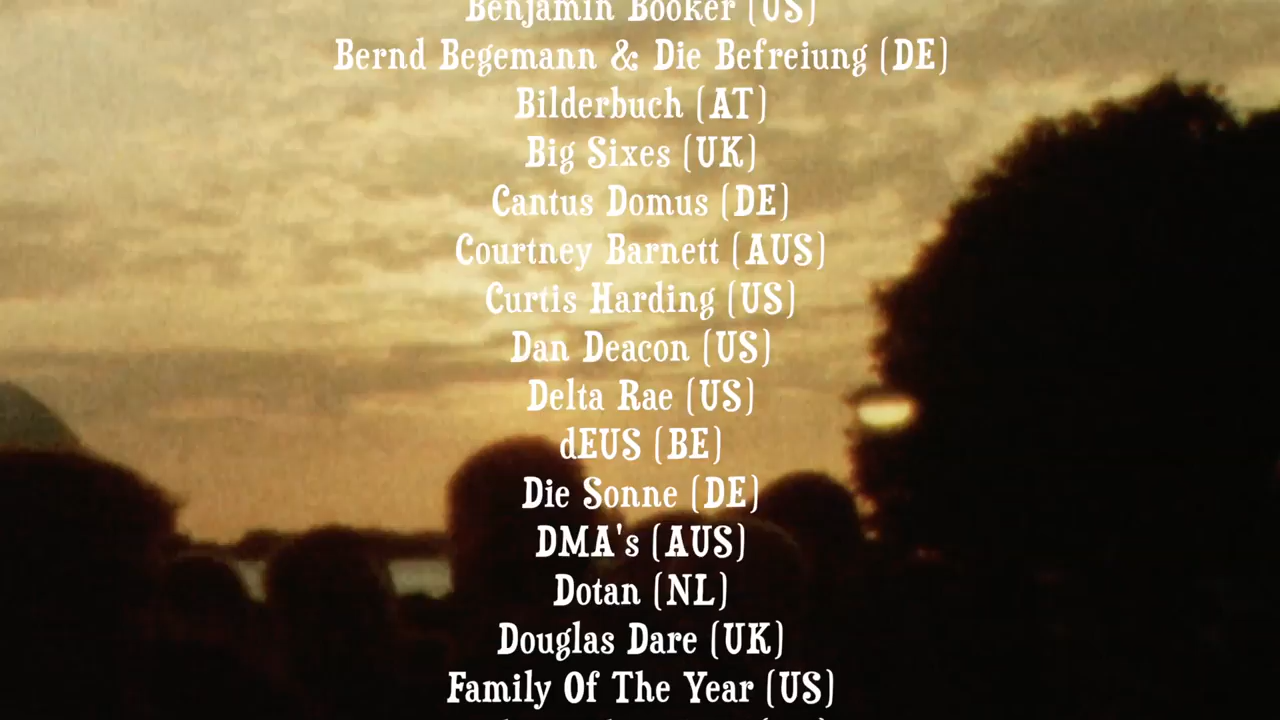 Benjamin Booker (US)
Bernd Begemann & Die Befreiung (DE)
Bilderbuch (AT)
Big Sixes (UK)
Cantus Domus (DE)
Courtney Barnett (AUS)
Curtis Harding (US)
Dan Deacon (US)
Delta Rae (US)
dEUS (BE)
Die Sonne (DE)
DMA's (AUS)
Dotan (NL)
Douglas Dare (UK)
Family Of The Year (US)